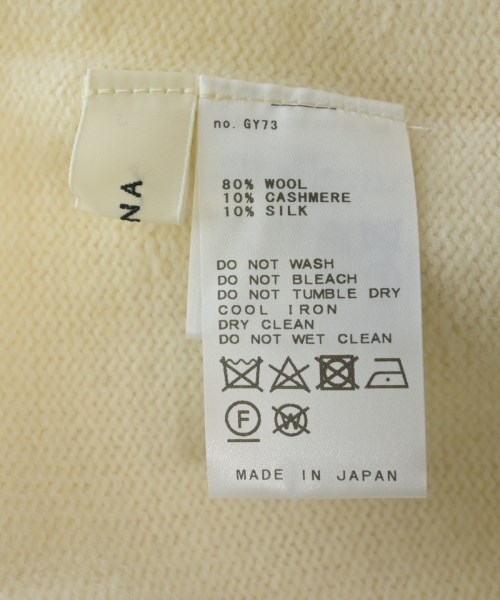 NA
no. GY73
80% WOOL
10% CASHMERE
10% SILK
DO NOT WASH
DO NOT BLEACH
DO NOT TUMBLE DRY
COOL IRON
DRY CLEAN
DO NOT WET CLEAN
F
W
MADE IN JAPAN